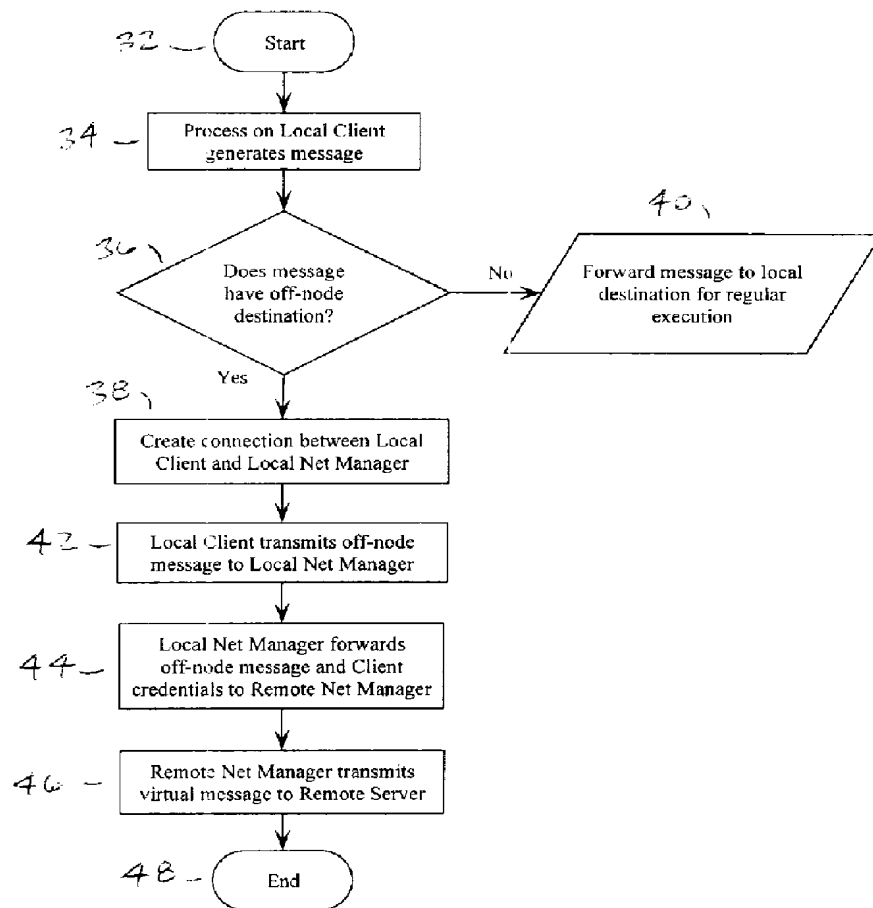 32
Start
34
Process on Local Client
generates message
36
Does message
have off-node
destination?
No
40
Forward message to local
destination for regular
execution
Yes
38
Create connection between Local
Client and Local Net Manager
42
Local Client transmits off-node
message to Local Net Manager
44
Local Net Manager forwards
off-node message and Client
credentials to Remote Net Manager
46
Remote Net Manager transmits
virtual message to Remote Server
48
End